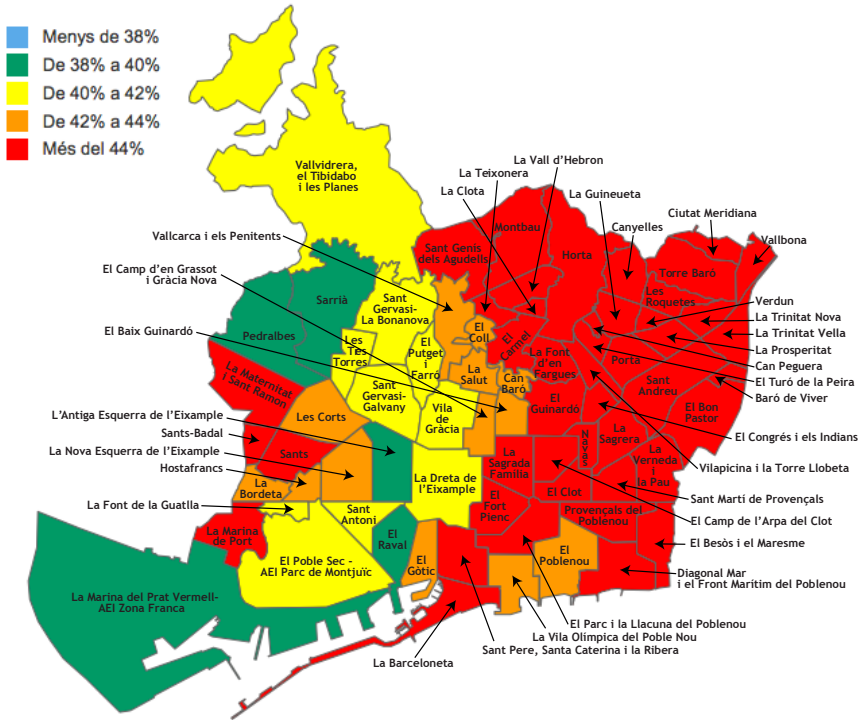 Menys de 38%
De 38% a 40%
De 40% a 42%
De 42% a 44%
Més del 44%
Vallvidrera,
el Tibidabo
i les Planes
La Vall d’Hebron
La Teixonera
La Clota
La Guineueta
Canyelles
Ciutat Meridiana
Vallbona
Montbau
Vallcarca i els Penitents
Sant Genís
dels Agudells
Horta
Torre Baró
El Camp d’en Grassot
i Gràcia Nova
Sarrià
Sant
Gervasi-
La Bonanova
Les
Roquetes
Verdun
La Trinitat Nova
El Baix Guinardó
Pedralbes
Les
Tres
Torres
El
Putget
i
Farró
El
Coll
El
Carmel
La Trinitat Vella
La Prosperitat
Can Peguera
El Turó de la Peira
Baró de Viver
La Font
d’en
Fargues
Porta
La Maternitat
i Sant Ramon
Sant
Gervasi-
Galvany
La
Salut
Can
Baró
Sant
Andreu
El Bon
Pastor
L’Antiga Esquerra de l’Eixample
Les Corts
Vila
de
Gràcia
El
Guinardó
La
Sagrera
El Congrés i els Indians
Sants-Badal
La Nova Esquerra de l’Eixample
Hostafrancs
Sants
La
Sagrada
Família
Navas
La
Verneda
i la
Pau
Vilapicina i la Torre Llobeta
La
Bordeta
La Dreta de
l’Eixample
El Clot
Sant Martí de Provençals
La Font de la Guatlla
Sant
Antoni
El
Fort
Pienc
Provençals del
Poblenou
El Camp de l’Arpa del Clot
La Marina
de Port
El
Raval
El Besòs i el Maresme
El Poble Sec -
AEI Parc de Montjuïc
El
Gòtic
El
Poblenou
Diagonal Mar
i el Front Marítim del Poblenou
La Marina del Prat Vermell-
AEI Zona Franca
El Parc i la Llacuna del Poblenou
La Vila Olímpica del Poble Nou
Sant Pere, Santa Caterina i la Ribera
La Barceloneta